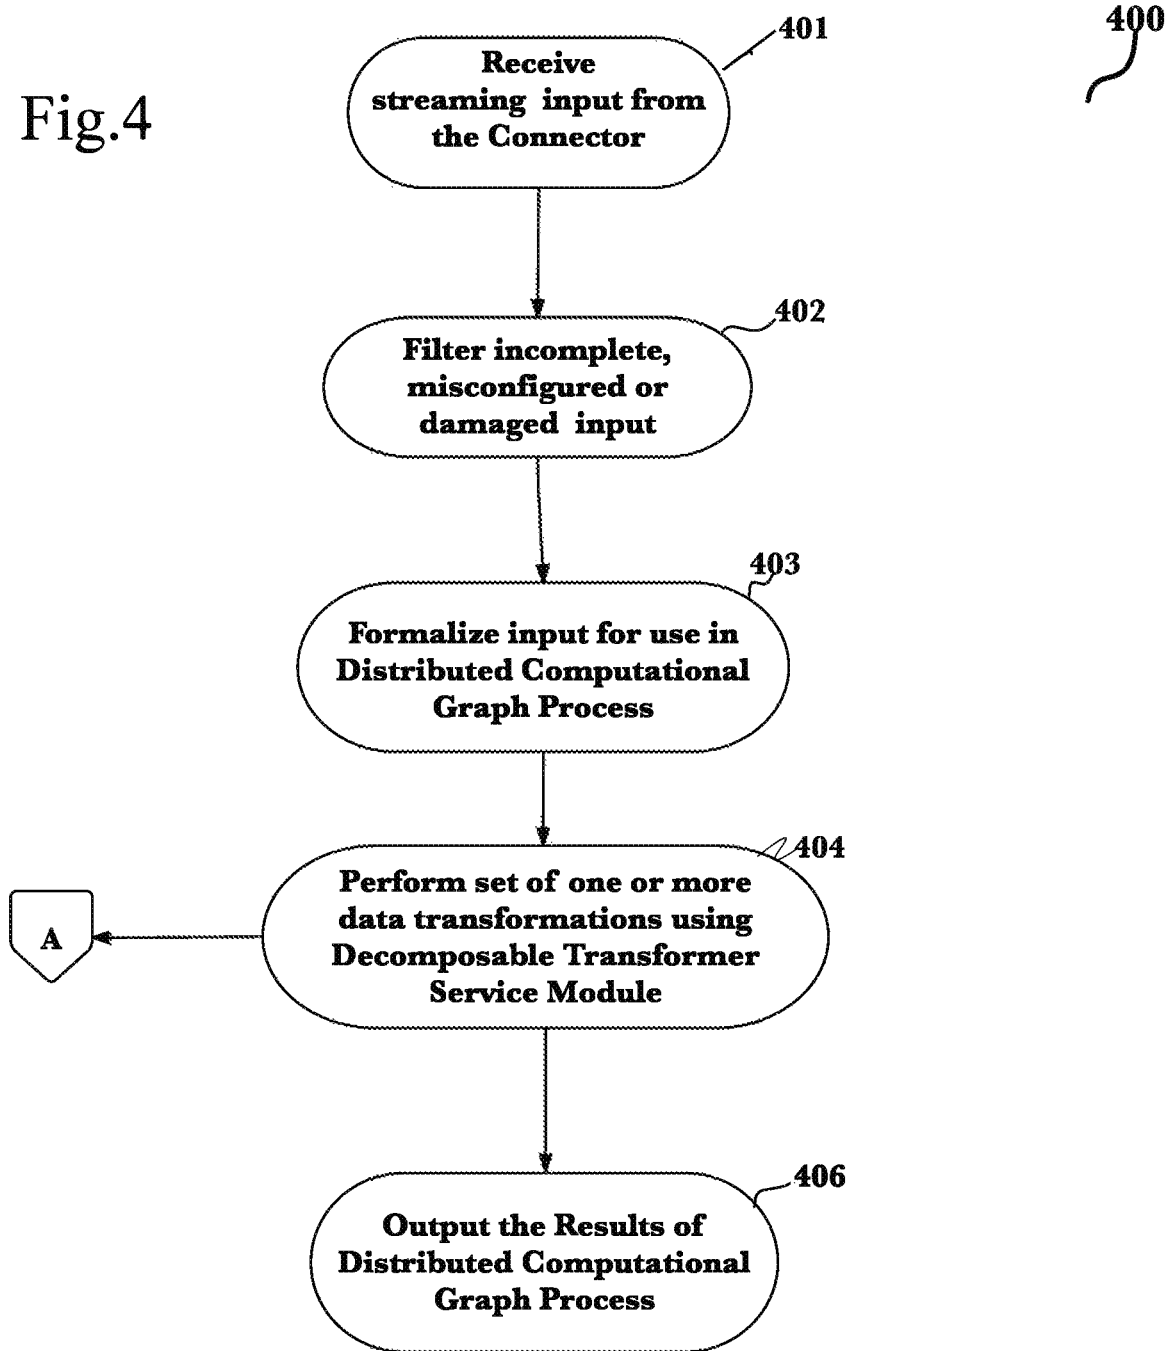 400
401
Fig.4
Receive
streaming input from
the Connector
402
Filter incomplete,
misconfigured or
damaged input
403
Formalize input for use in
Distributed Computational
Graph Process
404
Perform set of one or more
data transformations using
Decomposable Transformer
Service Module
A
406
Output the Results of
Distributed Computational
Graph Process